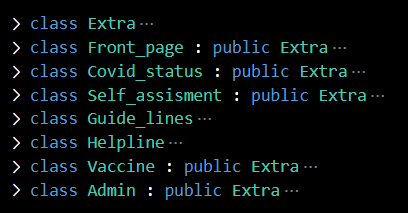 > class Extra···
> class Front_page : public Extra···
> class Covid_status : public Extra···
> class Self_assisment : public Extra···
> class Guide_lines···
> class Helpline···
> class Vaccine : public Extra···
> class Admin : public Extra···